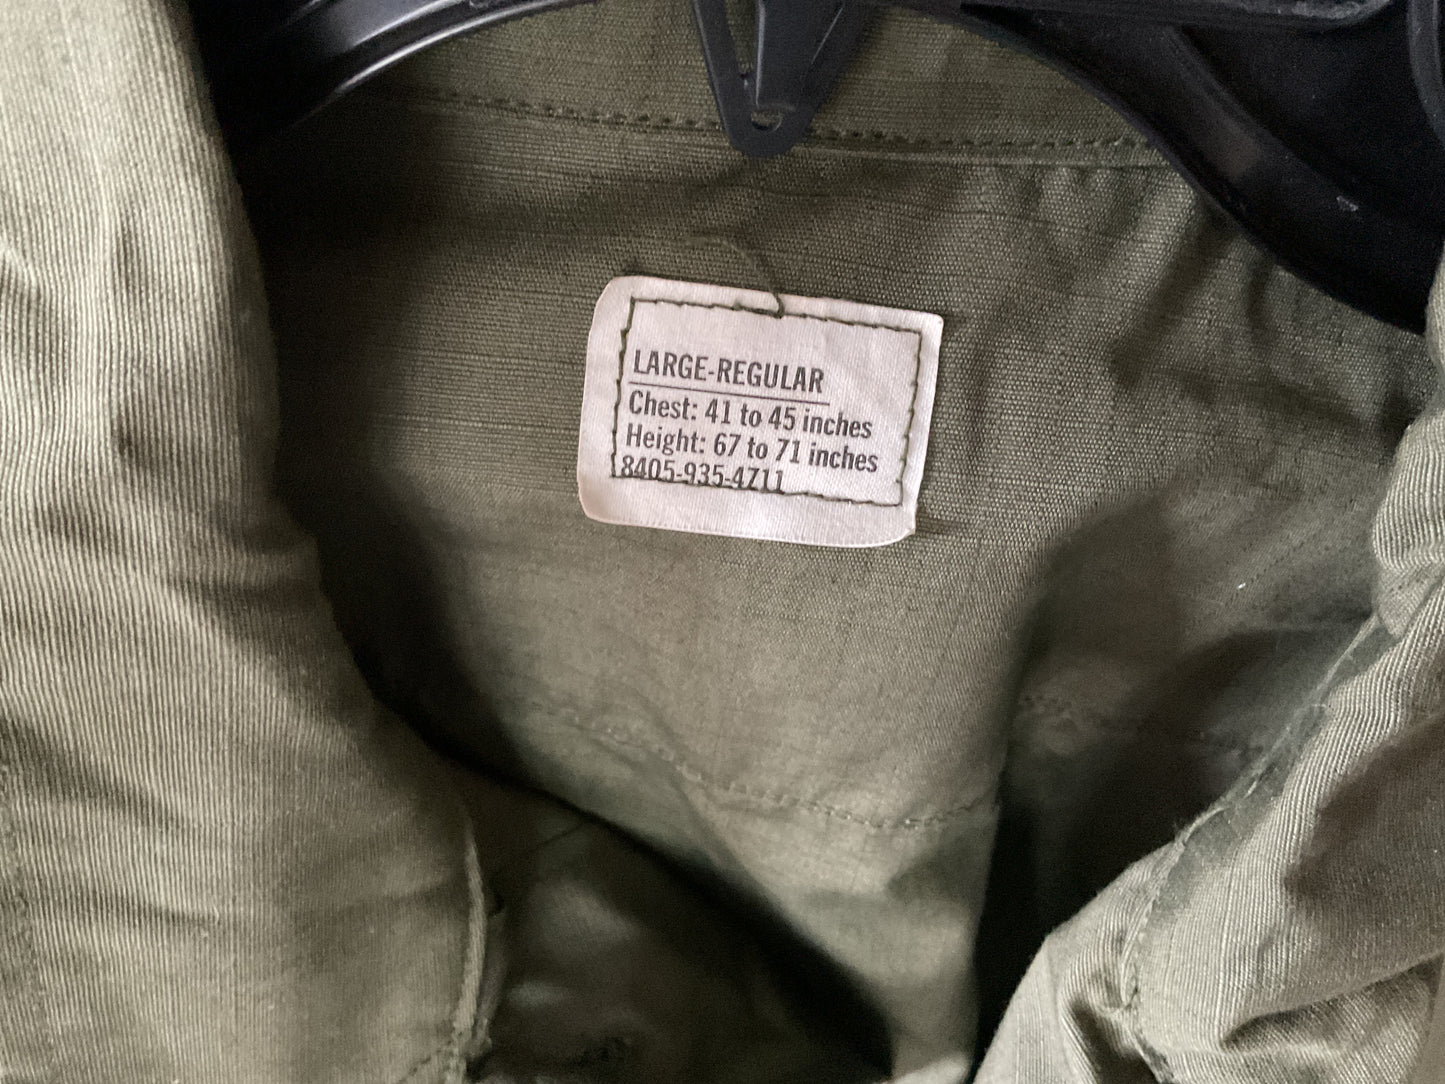 LARGE-REGULAR
Chest: 41 to 45 inches
Height: 67 to 71 inches
8405-935-4711